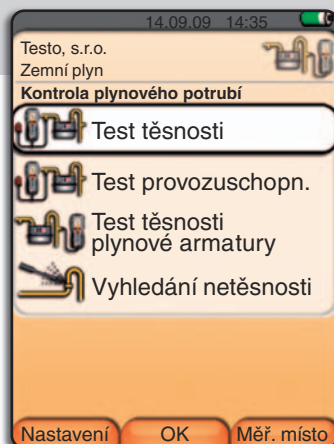 14.09.09 14:35
Testo, s.r.o.
Zemní plyn
Kontrola plynového potrubí
Test těsnosti
Test provozuschopn.
Test těsnosti
plynové armatury
Vyhledání netěsnosti
Nastavení OK Měř. místo